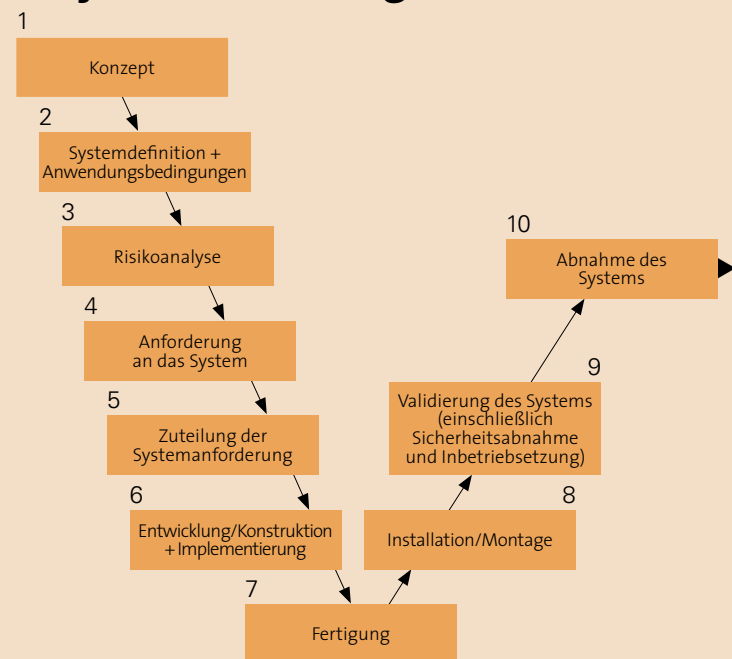 1
Konzept
2
Systemdefinition +
Anwendungsbedingungen
3
Risikoanalyse
4
Anforderung
an das System
5
Zuteilung der
Systemanforderung
6
Entwicklung/Konstruktion
+ Implementierung
7
Fertigung
8
Installation/Montage
9
Validierung des Systems
(einschließlich
Sicherheitsabnahme
und Inbetriebsetzung)
10
Abnahme des
Systems